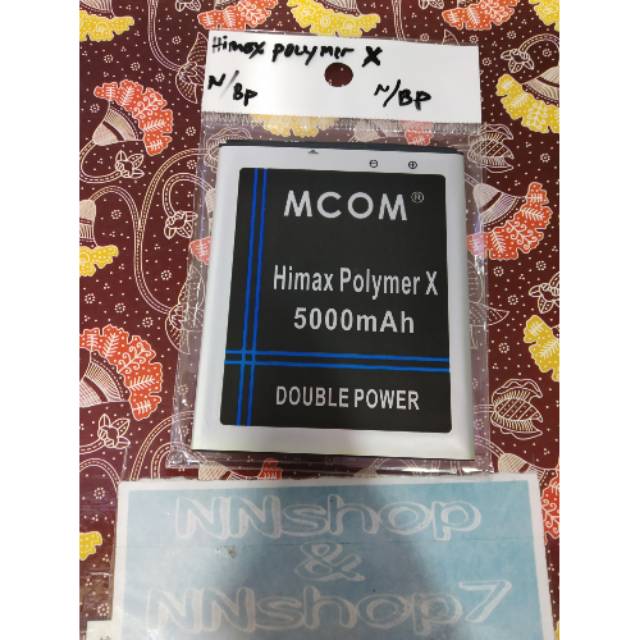 Himax polymer X
N/BP N/BP
MCOM®
Himax Polymer X
5000mAh
DOUBLE POWER
NNshop
&
NNshop7